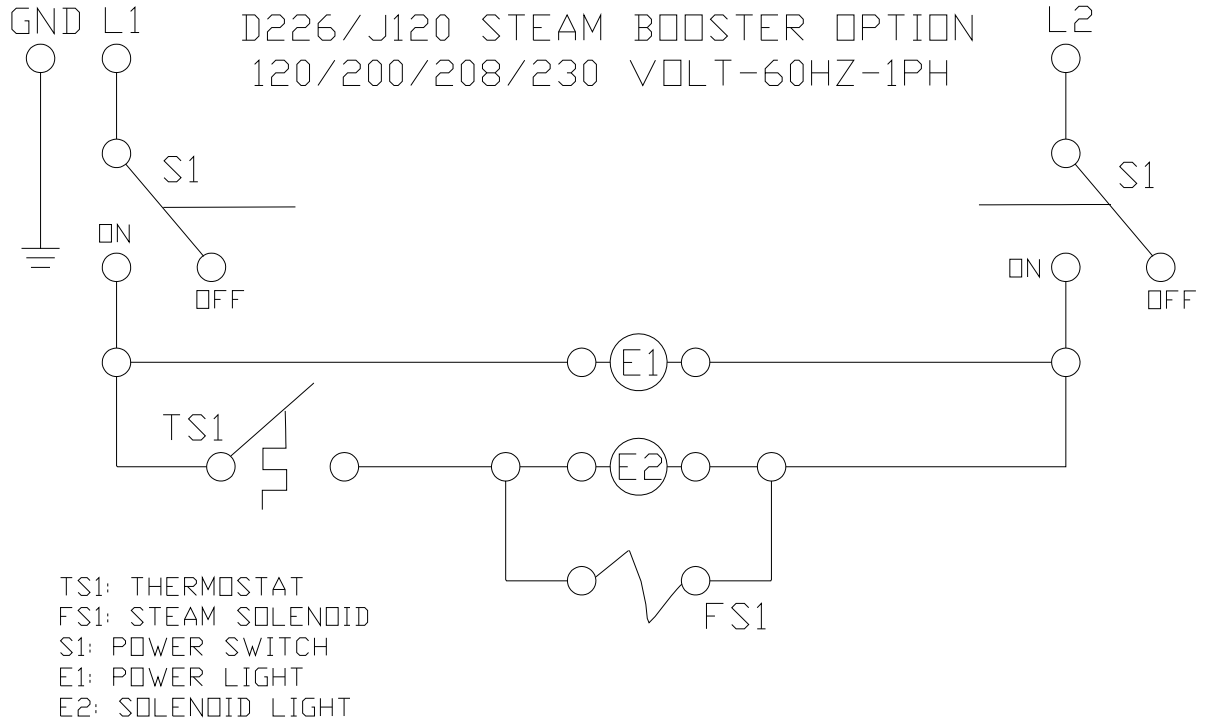 GND L1
D226/J120 STEAM BOOSTER OPTION
L2
120/200/208/230 VOLT-60HZ-1PH
S1
S1
ON
ON
OFF
OFF
E1
TS1
E2
FS1
TS1: THERMOSTAT
FS1: STEAM SOLENOID
S1: POWER SWITCH
E1: POWER LIGHT
E2: SOLENOID LIGHT